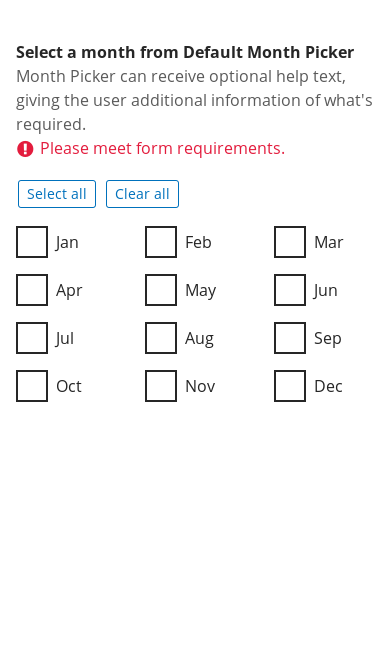 Select a month from Default Month Picker
Month Picker can receive optional help text,
giving the user additional information of what's
required.
Please meet form requirements.
Select all Clear all
Jan Feb Mar
Apr May Jun
Jul Aug Sep
Oct Nov Dec